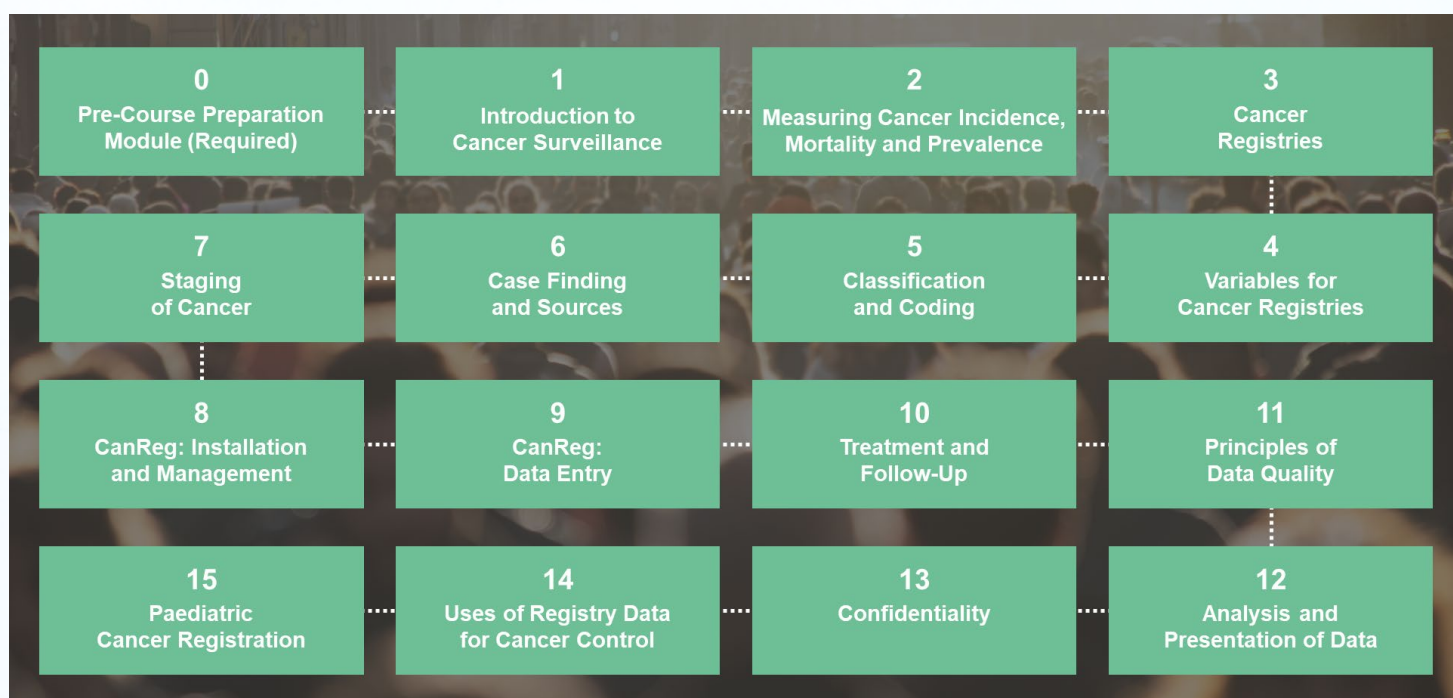 0
Pre-Course Preparation
Module (Required)
1
Introduction to
Cancer Surveillance
2
Measuring Cancer Incidence,
Mortality and Prevalence
3
Cancer
Registries
7
Staging
of Cancer
6
Case Finding
and Sources
5
Classification
and Coding
4
Variables for
Cancer Registries
8
CanReg: Installation
and Management
9
CanReg:
Data Entry
10
Treatment and
Follow-Up
11
Principles of
Data Quality
15
Paediatric
Cancer Registration
14
Uses of Registry Data
for Cancer Control
13
Confidentiality
12
Analysis and
Presentation of Data